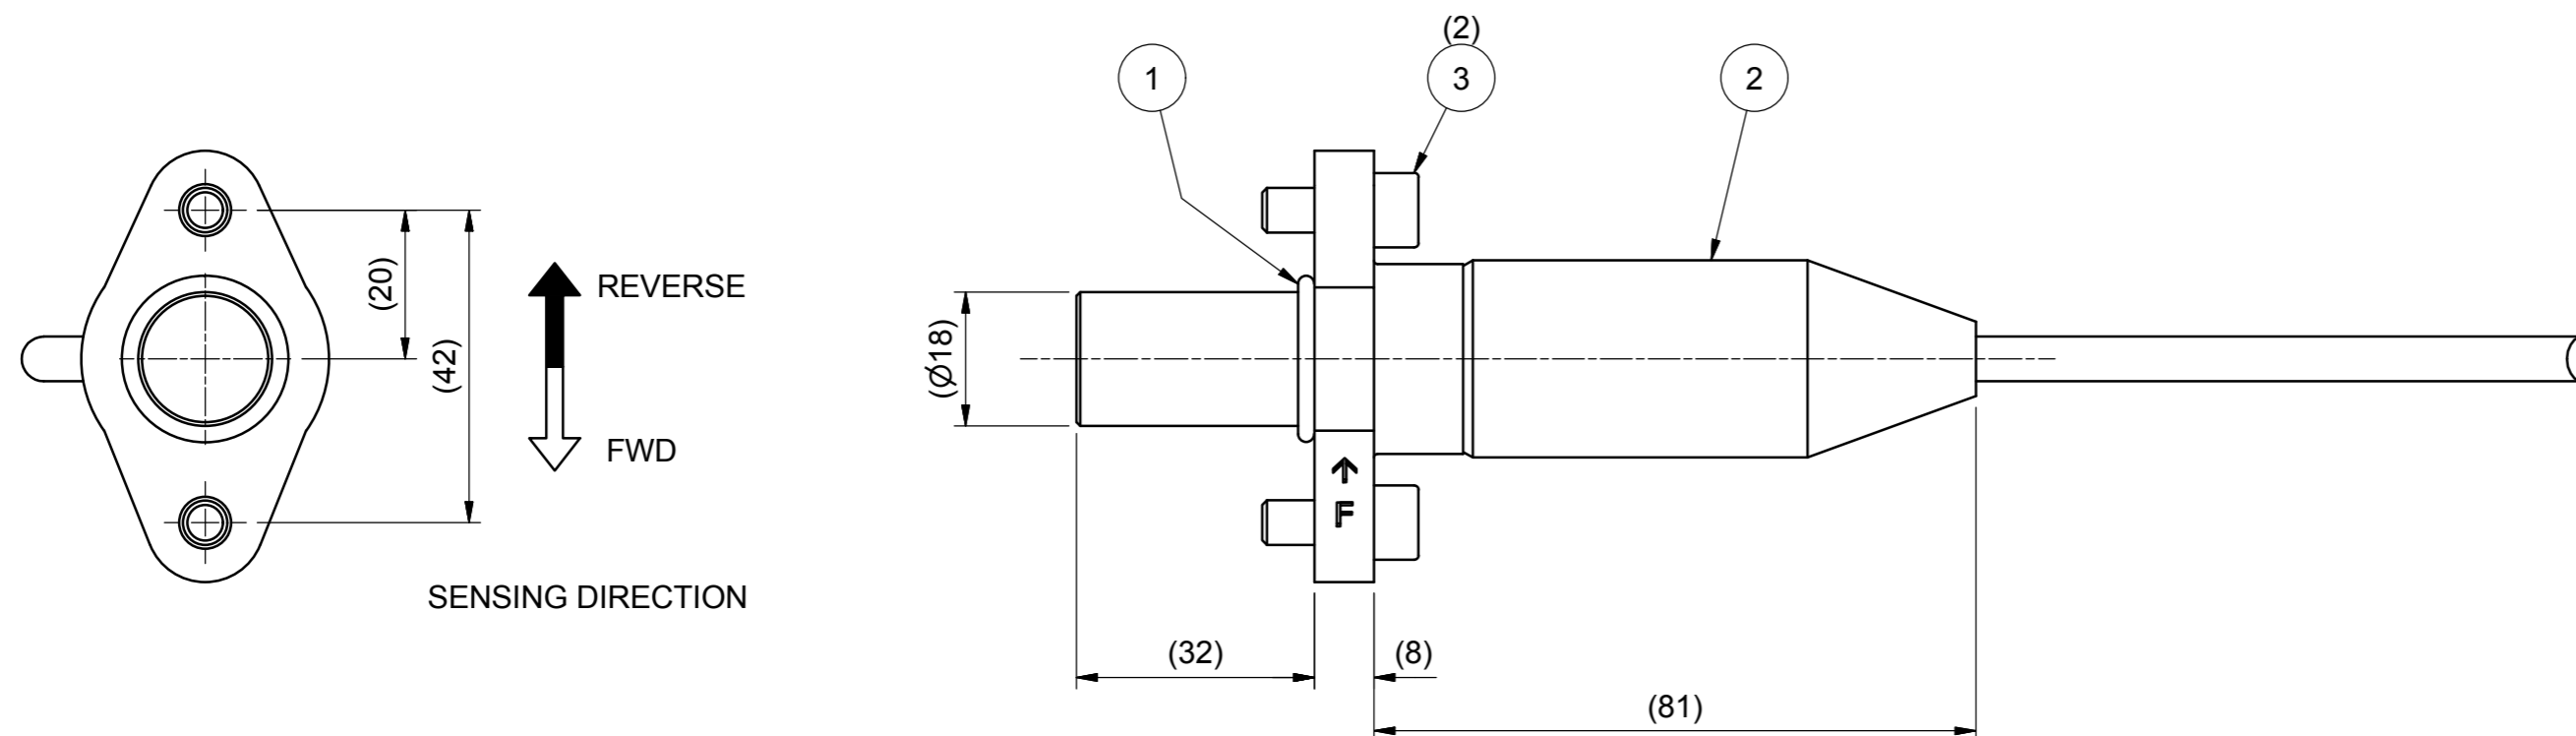 (2)
1
3
2
(20)
(42)
REVERSE
FWD
SENSING DIRECTION
(Ø18)
F
(32)
(8)
(81)